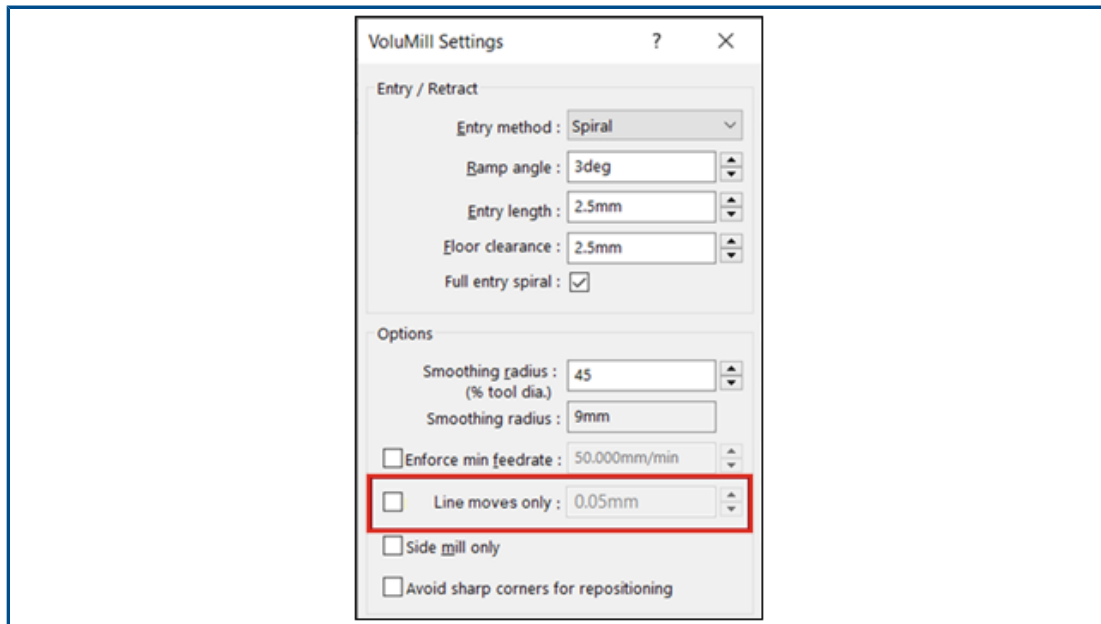 VoluMill Settings ? ×
Entry / Retract
Entry method : Spiral
Ramp angle : 3deg
Entry length : 2.5mm
Floor clearance : 2.5mm
Full entry spiral :
Options
Smoothing radius : 45
(% tool dia.)
Smoothing radius : 9mm
Enforce min feedrate : 50.000mm/min
Line moves only : 0.05mm
Side mill only
Avoid sharp corners for repositioning